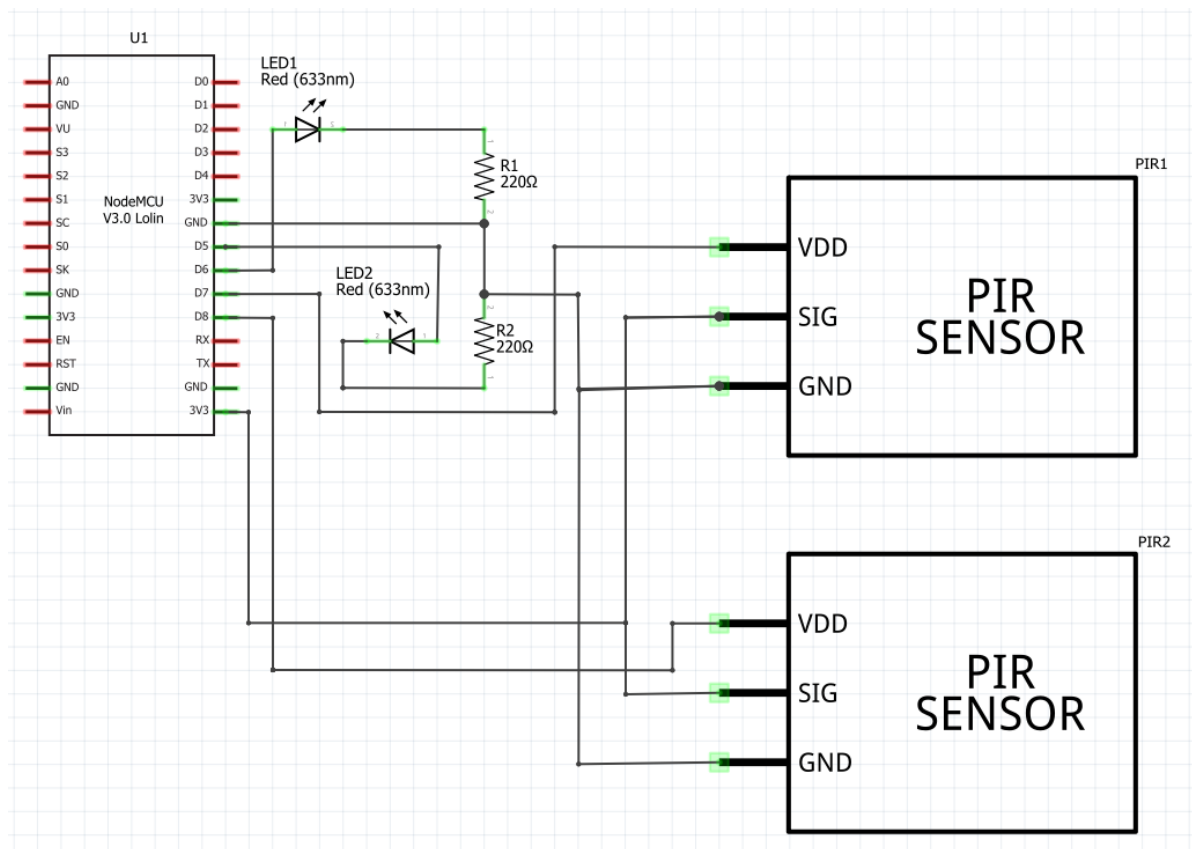 U1
A0
GND
VU
S3
S2
S1
SC
S0
SK
GND
3V3
EN
RST
GND
Vin
NodeMCU
V3.0 Lolin
D0
D1
D2
D3
D4
3V3
GND
D5
D6
D7
D8
RX
TX
GND
3V3
LED1
Red (633nm)
R1
220Ω
LED2
Red (633nm)
R2
220Ω
PIR1
VDD
SIG
GND
PIR
SENSOR
PIR2
VDD
SIG
GND
PIR
SENSOR